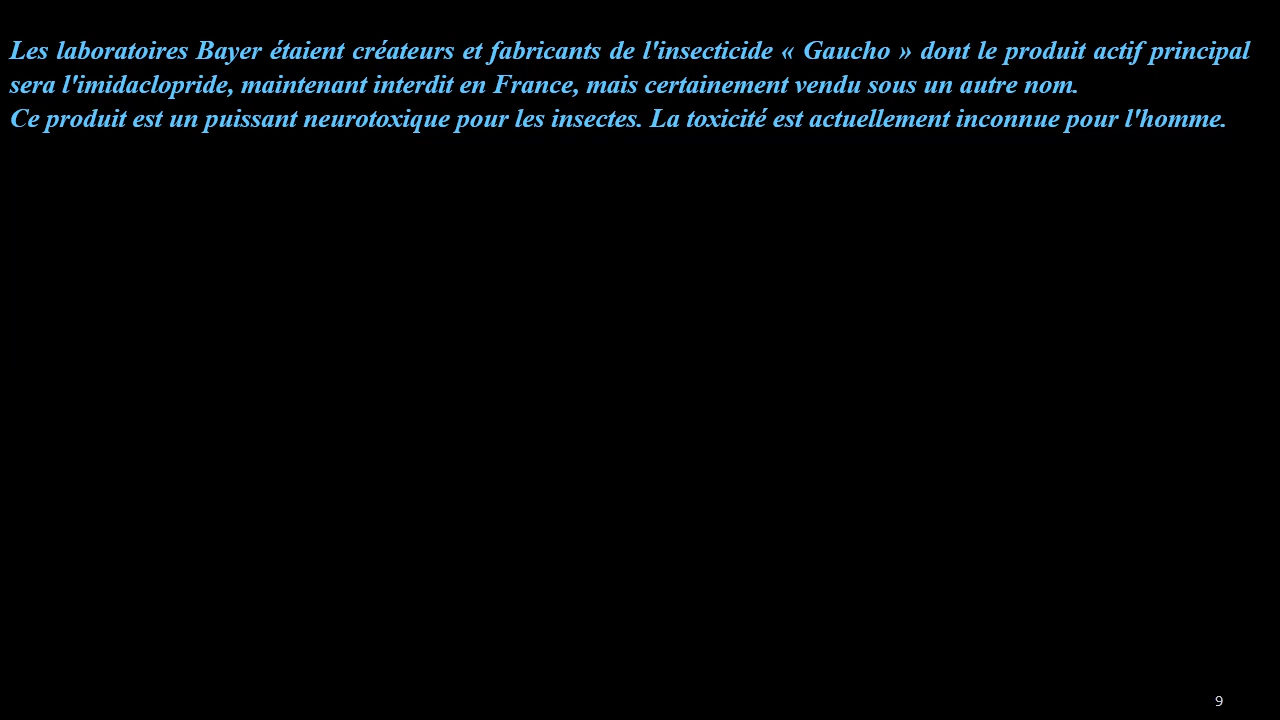 Les laboratoires Bayer étaient créateurs et fabricants de l'insecticide « Gaucho » dont le produit actif principal
sera l'imidaclopride, maintenant interdit en France, mais certainement vendu sous un autre nom.
Ce produit est un puissant neurotoxique pour les insectes. La toxicité est actuellement inconnue pour l'homme.
9